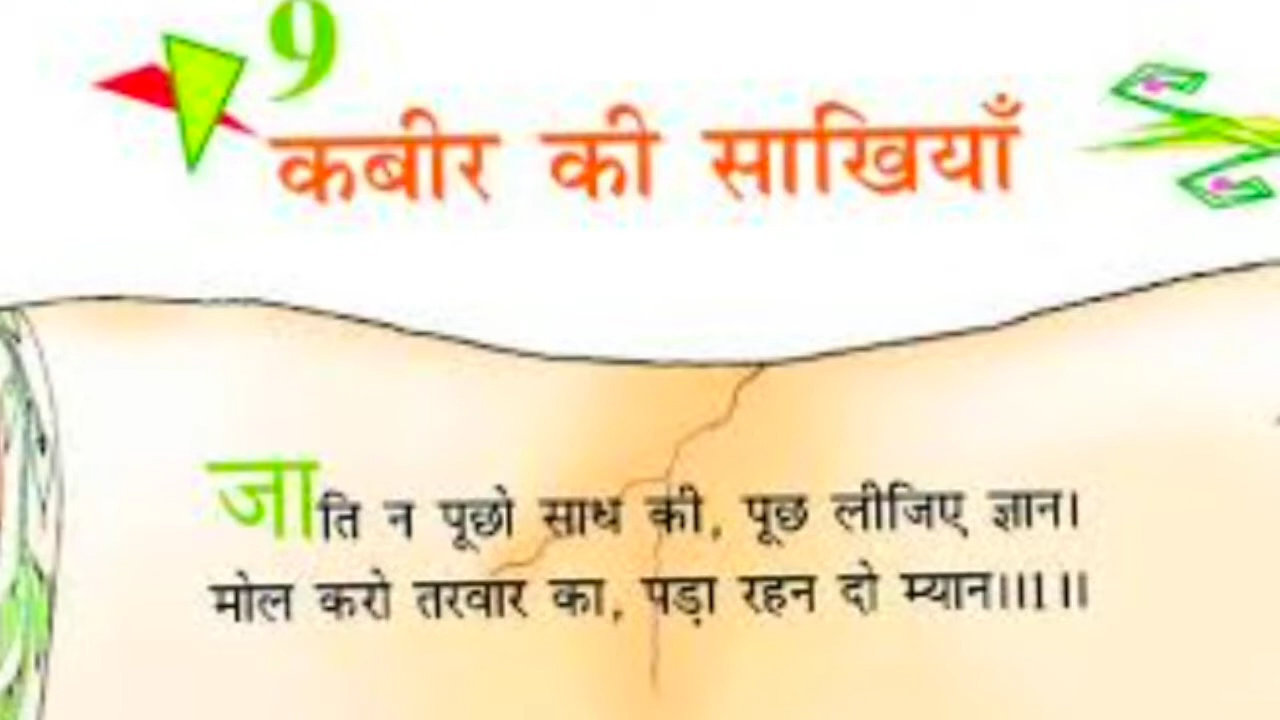 9
कबीर की साखियाँ
जाति न पूछो साध की, पूछ लीजिए ज्ञान।
मोल करो तरवार का, पड़ा रहन दो म्यान।।1॥